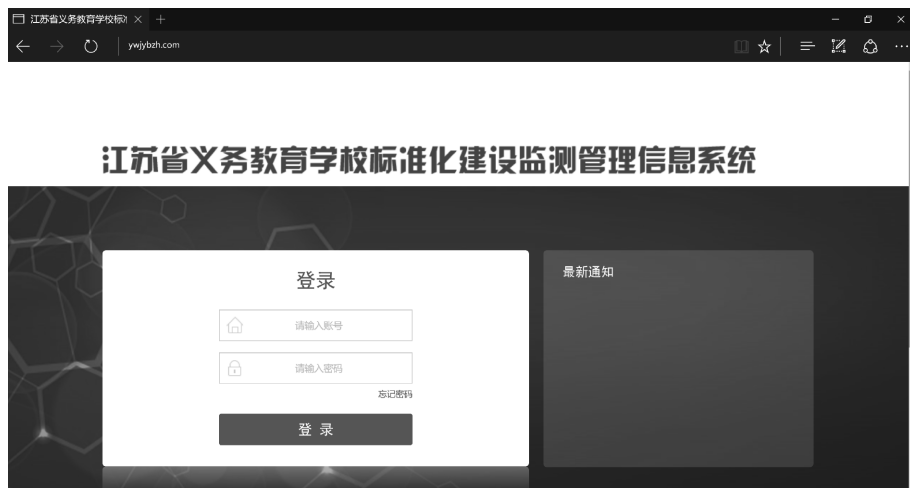 江苏省义务教育学校标准
ywjybzh.com
江苏省义务教育学校标准化建设监测管理信息系统
登录
请输入账号
请输入密码
忘记密码
登 录
最新通知